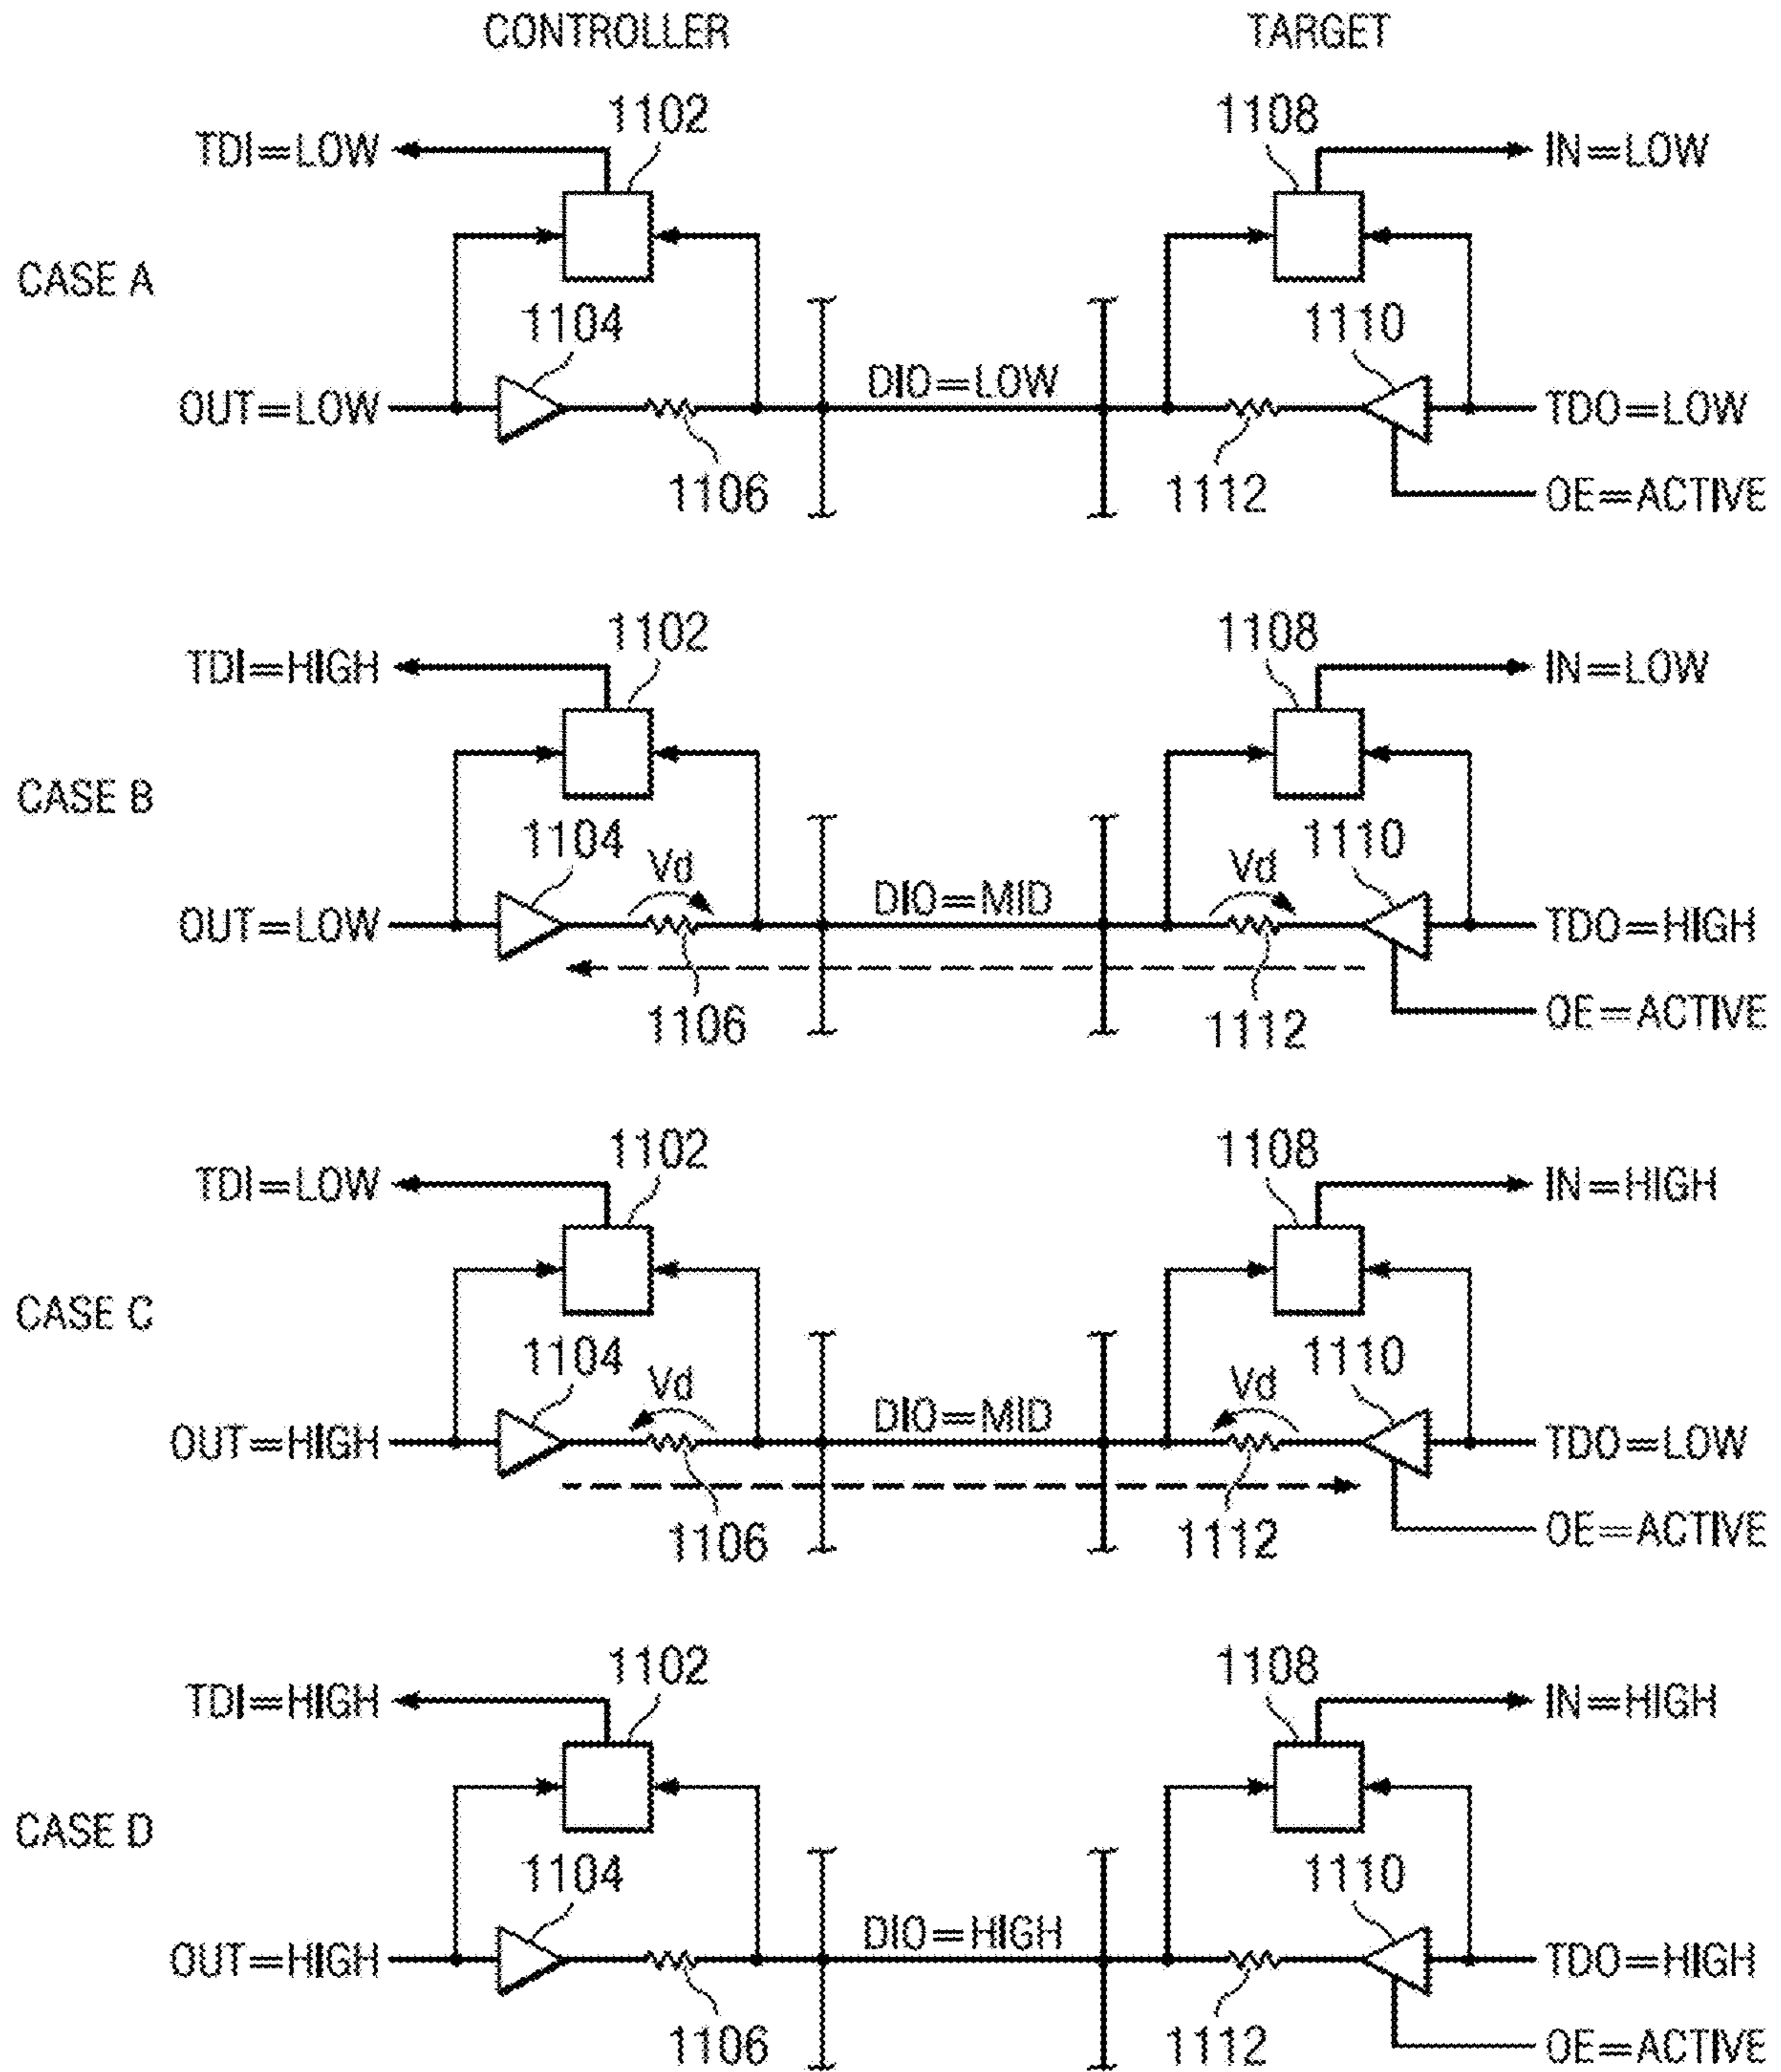 CONTROLLER TARGET
1102 1108
TDI=LOW IN=LOW
CASE A
1104 1110
DIO=LOW
OUT=LOW TDO=LOW
1106 1112 OE=ACTIVE
1102 1108
TDI=HIGH IN=LOW
CASE B
1104 1110
Vd Vd
DIO=MID
OUT=LOW TDO=HIGH
1106 1112 OE=ACTIVE
1102 1108
TDI=LOW IN=HIGH
CASE C
1104 1110
Vd Vd
DIO=MID
OUT=HIGH TDO=LOW
1106 1112 OE=ACTIVE
1102 1108
TDI=HIGH IN=HIGH
CASE D
1104 1110
DIO=HIGH
OUT=HIGH TDO=HIGH
1106 1112 OE=ACTIVE